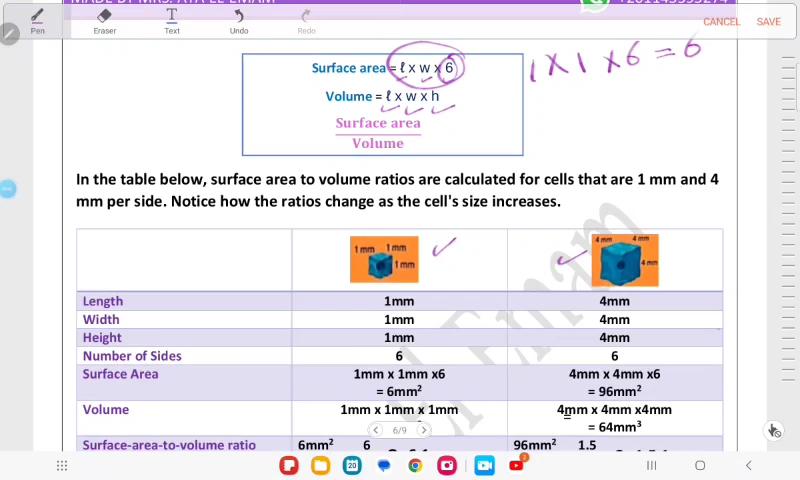 Pen
Eraser
Text
Undo
Redo
CANCEL
SAVE
Surface area = ℓ x w x 6
Volume = ℓ x w x h
Surface area
Volume
1 x 1 x 6 = 6
In the table below, surface area to volume ratios are calculated for cells that are 1 mm and 4
mm per side. Notice how the ratios change as the cell's size increases.
1 mm 1 mm
1 mm
4 mm 4 mm
4 mm
Length 1mm 4mm
Width 1mm 4mm
Height 1mm 4mm
Number of Sides 6 6
Surface Area 1mm x 1mm x6 4mm x 4mm x6
= 6mm² = 96mm²
Volume 1mm x 1mm x 1mm 4mm x 4mm x4mm
= 64mm³
6/9
Surface-area-to-volume ratio 6mm² 6 96mm² 1.5
20
2